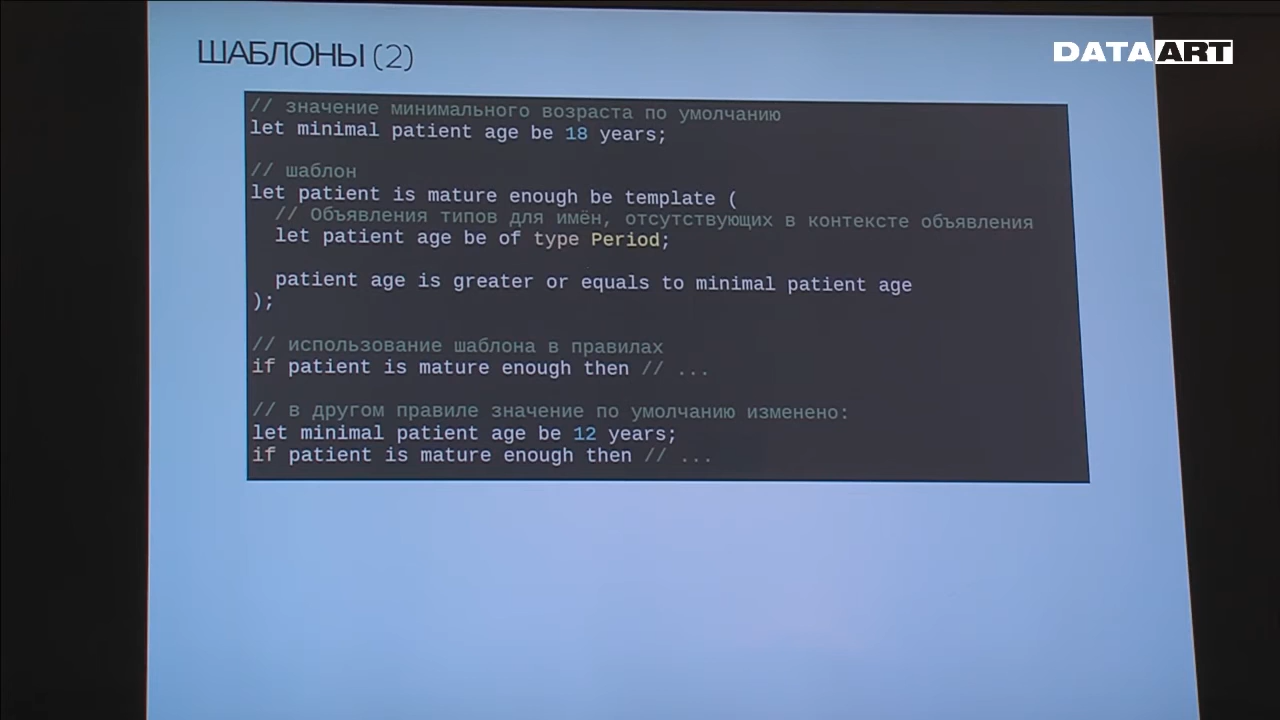 ШАБЛОНЫ (2)
DATAART
// значение минимального возраста по умолчанию
let minimal patient age be 18 years;
// шаблон
let patient is mature enough be template (
// Объявления типов для имён, отсутствующих в контексте объявления
let patient age be of type Period;
patient age is greater or equals to minimal patient age
);
// использование шаблона в правилах
if patient is mature enough then // ...
// в другом правиле значение по умолчанию изменено:
let minimal patient age be 12 years;
if patient is mature enough then // ...